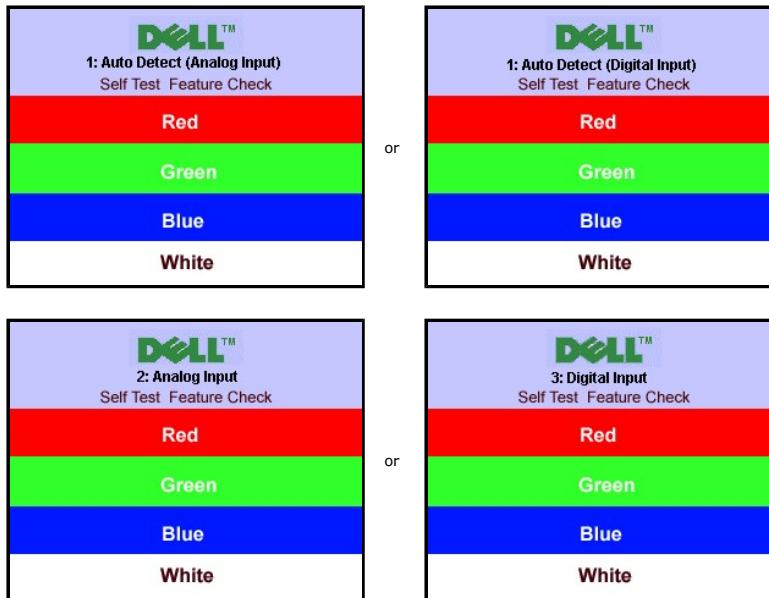 DELL™
1: Auto Detect (Analog Input)
Self Test Feature Check
Red
Green
Blue
White
or
DELL™
1: Auto Detect (Digital Input)
Self Test Feature Check
Red
Green
Blue
White
DELL™
2: Analog Input
Self Test Feature Check
Red
Green
Blue
White
or
DELL™
3: Digital Input
Self Test Feature Check
Red
Green
Blue
White